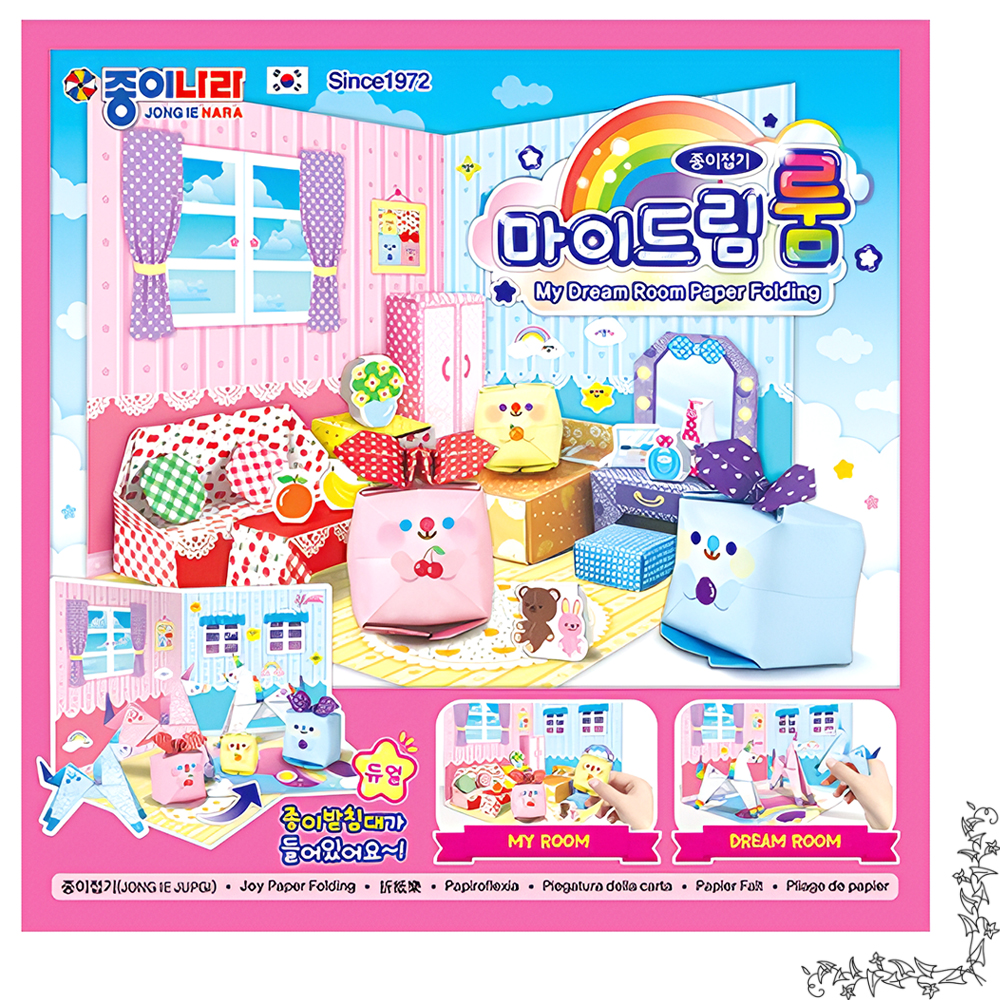 종이나라
JONG IE NARA
Since1972
종이접기
마이드림룸
My Dream Room Paper Folding
듀얼
종이받침대가
들어있어요~!
MY ROOM
DREAM ROOM
종이접기(JONG IE JUPGI) • Joy Paper Folding • 折紙樂 • Papiroflexia • Piegatura della carta • Papier Falt • Pliage de papier